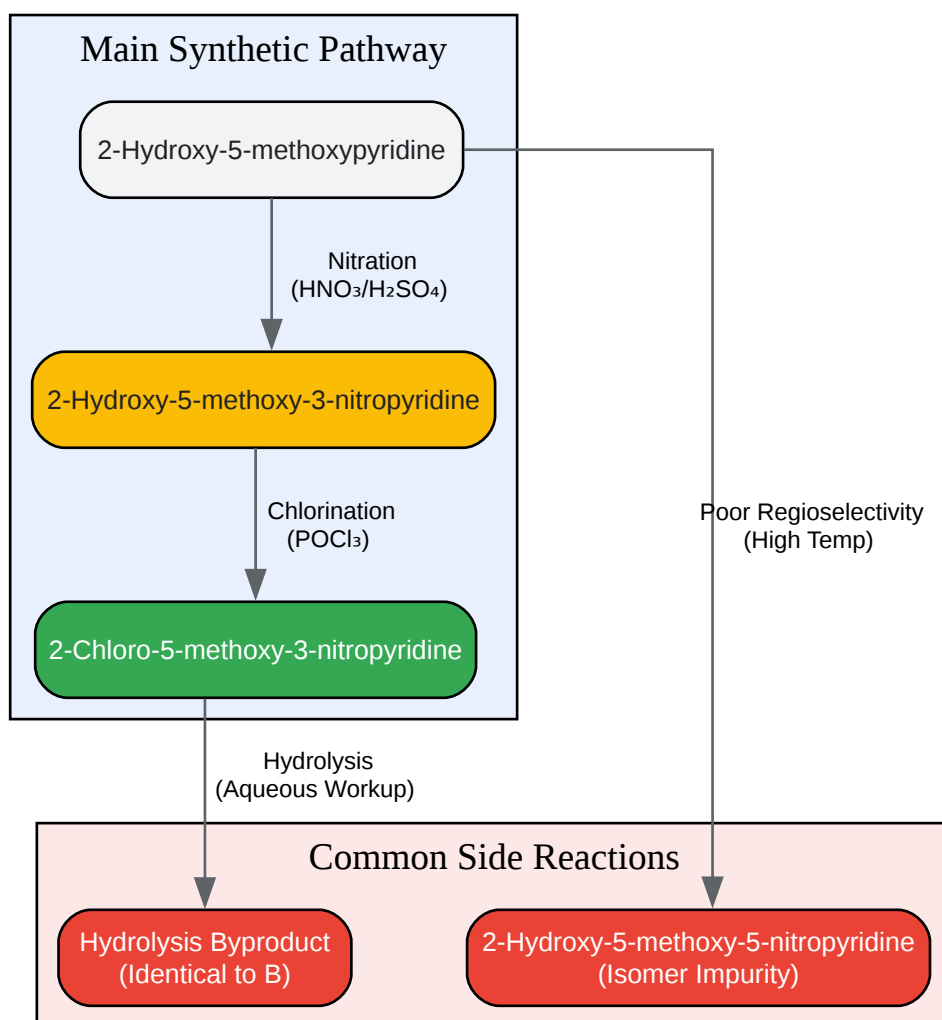 Main Synthetic Pathway
2-Hydroxy-5-methoxypyridine
Nitration
(HNO₃/H₂SO₄)
2-Hydroxy-5-methoxy-3-nitropyridine
Chlorination
(POCl₃)
Poor Regioselectivity
(High Temp)
2-Chloro-5-methoxy-3-nitropyridine
Hydrolysis
(Aqueous Workup)
Common Side Reactions
Hydrolysis Byproduct
(Identical to B)
2-Hydroxy-5-methoxy-5-nitropyridine
(Isomer Impurity)